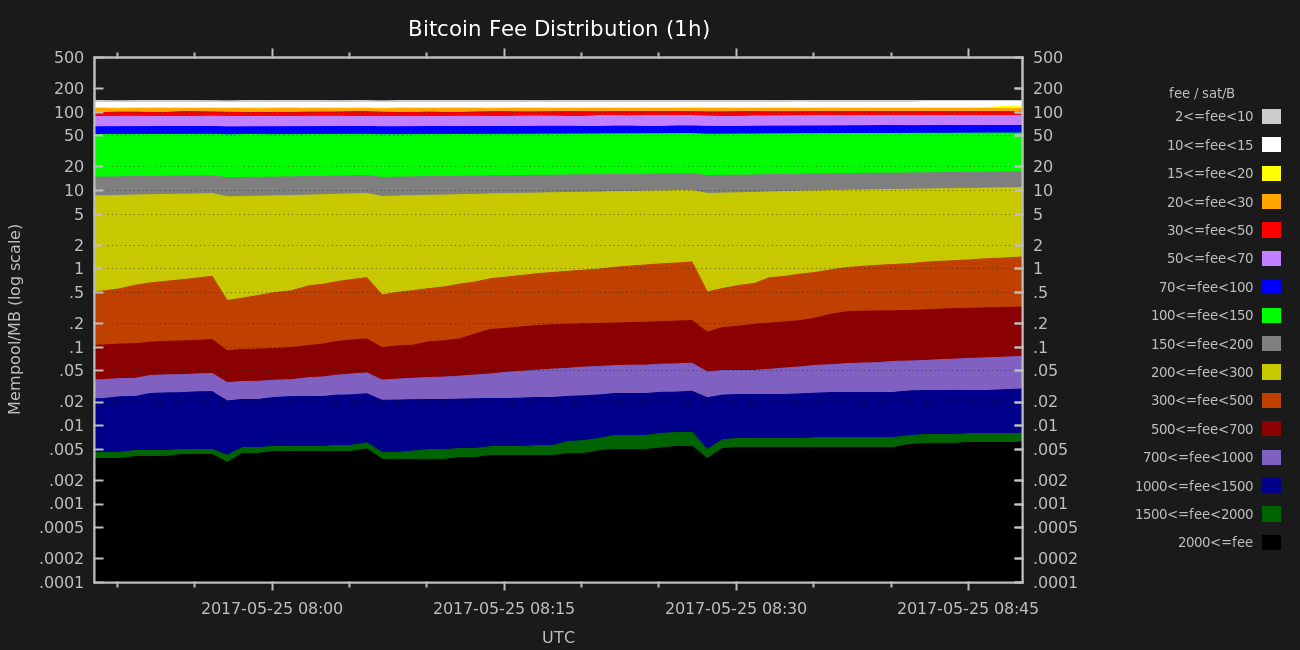 Bitcoin Fee Distribution (1h)
Mempool/MB (log scale)
500
200
100
50
20
10
5
2
1
.5
.2
.1
.05
.02
.01
.005
.002
.001
.0005
.0002
.0001
500
200
100
50
20
10
5
2
1
.5
.2
.1
.05
.02
.01
.005
.002
.001
.0005
.0002
.0001
2017-05-25 08:00 2017-05-25 08:15 2017-05-25 08:30 2017-05-25 08:45
UTC
fee / sat/B
2<=fee<10
10<=fee<15
15<=fee<20
20<=fee<30
30<=fee<50
50<=fee<70
70<=fee<100
100<=fee<150
150<=fee<200
200<=fee<300
300<=fee<500
500<=fee<700
700<=fee<1000
1000<=fee<1500
1500<=fee<2000
2000<=fee